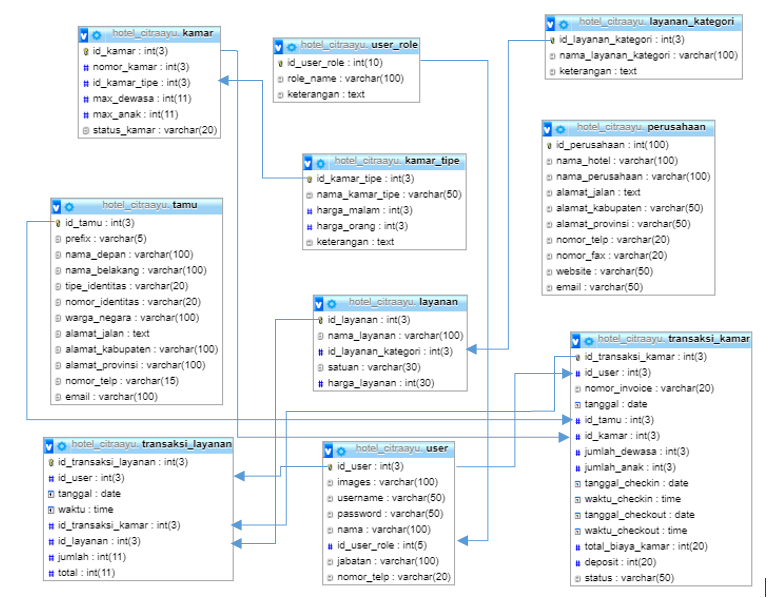 hotel_citraayu. kamar
id_kamar : int(3)
nomor_kamar : int(3)
id_kamar_tipe : int(3)
max_dewasa : int(11)
max_anak : int(11)
status_kamar : varchar(20)
hotel_citraayu. user_role
id_user_role : int(10)
role_name : varchar(100)
keterangan : text
hotel_citraayu. layanan_kategori
id_layanan_kategori : int(3)
nama_layanan_kategori : varchar(100)
keterangan : text
hotel_citraayu. perusahaan
id_perusahaan : int(100)
nama_hotel : varchar(100)
nama_perusahaan : varchar(100)
alamat_jalan : text
alamat_kabupaten : varchar(50)
alamat_provinsi : varchar(50)
nomor_telp : varchar(20)
nomor_fax : varchar(20)
website : varchar(50)
email : varchar(50)
hotel_citraayu. kamar_tipe
id_kamar_tipe : int(3)
nama_kamar_tipe : varchar(50)
harga_malam : int(3)
harga_orang : int(3)
keterangan : text
hotel_citraayu. tamu
id_tamu : int(3)
prefix : varchar(5)
nama_depan : varchar(100)
nama_belakang : varchar(100)
tipe_identitas : varchar(20)
nomor_identitas : varchar(20)
warga_negara : varchar(100)
alamat_jalan : text
alamat_kabupaten : varchar(100)
alamat_provinsi : varchar(100)
nomor_telp : varchar(15)
email : varchar(100)
hotel_citraayu. layanan
id_layanan : int(3)
nama_layanan : varchar(100)
id_layanan_kategori : int(3)
satuan : varchar(30)
harga_layanan : int(30)
hotel_citraayu. transaksi_kamar
id_transaksi_kamar : int(3)
id_user : int(3)
nomor_invoice : varchar(20)
tanggal : date
id_tamu : int(3)
id_kamar : int(3)
jumlah_dewasa : int(3)
jumlah_anak : int(3)
tanggal_checkin : date
waktu_checkin : time
tanggal_checkout : date
waktu_checkout : time
total_biaya_kamar : int(20)
deposit : int(20)
status : varchar(50)
hotel_citraayu. transaksi_layanan
id_transaksi_layanan : int(3)
id_user : int(3)
tanggal : date
waktu : time
id_transaksi_kamar : int(3)
id_layanan : int(3)
jumlah : int(11)
total : int(11)
hotel_citraayu. user
id_user : int(3)
images : varchar(100)
username : varchar(50)
password : varchar(50)
nama : varchar(100)
id_user_role : int(5)
jabatan : varchar(100)
nomor_telp : varchar(20)